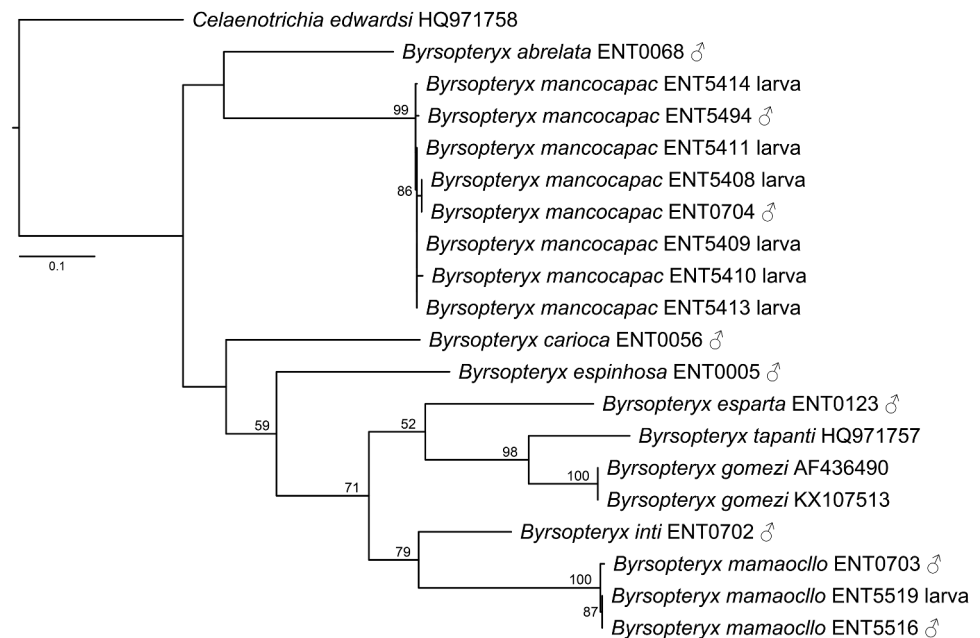 Celaenotrichia edwardsi HQ971758
Byrsopteryx abrelata ENT0068 ♂
Byrsopteryx mancocapac ENT5414 larva
99
Byrsopteryx mancocapac ENT5494 ♂
Byrsopteryx mancocapac ENT5411 larva
Byrsopteryx mancocapac ENT5408 larva
86
Byrsopteryx mancocapac ENT0704 ♂
Byrsopteryx mancocapac ENT5409 larva
0.1
Byrsopteryx mancocapac ENT5410 larva
Byrsopteryx mancocapac ENT5413 larva
Byrsopteryx carioca ENT0056 ♂
Byrsopteryx espinhosa ENT0005 ♂
Byrsopteryx esparta ENT0123 ♂
59
52
Byrsopteryx tapanti HQ971757
98
Byrsopteryx gomezi AF436490
100
71
Byrsopteryx gomezi KX107513
Byrsopteryx inti ENT0702 ♂
79
Byrsopteryx mamaocllo ENT0703 ♂
100
Byrsopteryx mamaocllo ENT5519 larva
87
Byrsopteryx mamaocllo ENT5516 ♂